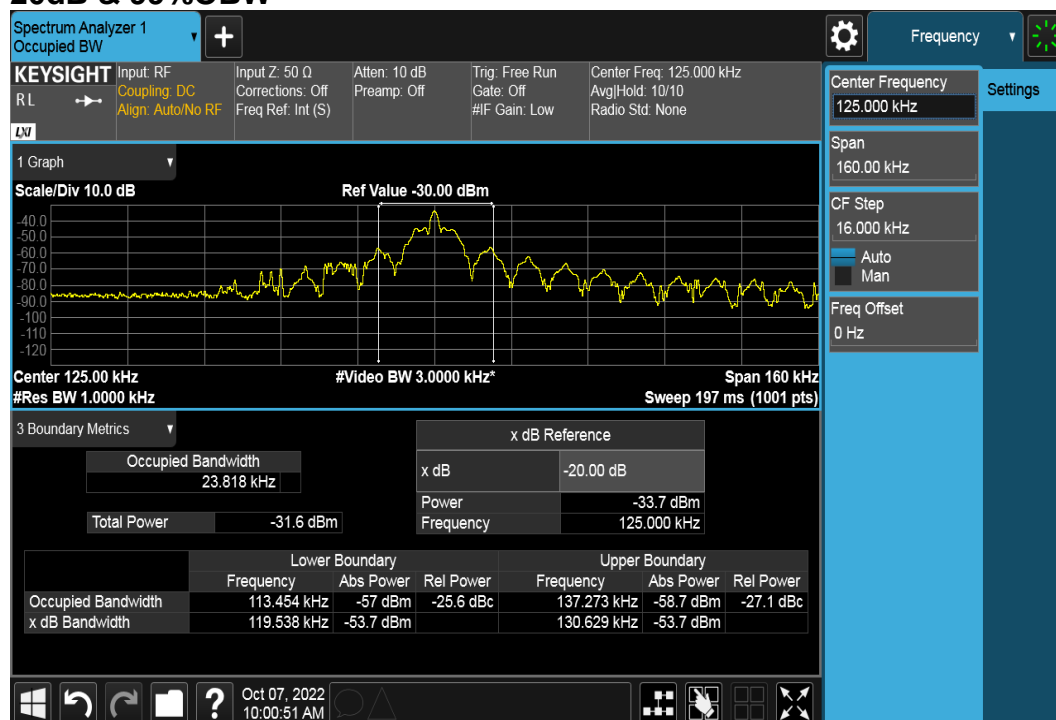 Spectrum Analyzer 1
Occupied BW
+
Frequency
KEYSIGHT
RL
LXI
Input: RF
Coupling: DC
Align: Auto/No RF
Input Z: 50 Ω
Corrections: Off
Freq Ref: Int (S)
Atten: 10 dB
Preamp: Off
Trig: Free Run
Gate: Off
#IF Gain: Low
Center Freq: 125.000 kHz
Avg|Hold: 10/10
Radio Std: None
Center Frequency
125.000 kHz
Settings
Span
160.00 kHz
CF Step
16.000 kHz
Auto
Man
Freq Offset
0 Hz
1 Graph
Scale/Div 10.0 dB
Ref Value -30.00 dBm
-40.0
-50.0
-60.0
-70.0
-80.0
-90.0
-100
-110
-120
Center 125.00 kHz
#Video BW 3.0000 kHz*
Span 160 kHz
#Res BW 1.0000 kHz
Sweep 197 ms (1001 pts)
3 Boundary Metrics
Occupied Bandwidth
23.818 kHz
Total Power -31.6 dBm
x dB Reference
x dB -20.00 dB
Power -33.7 dBm
Frequency 125.000 kHz
Lower Boundary Upper Boundary
Frequency Abs Power Rel Power Frequency Abs Power Rel Power
Occupied Bandwidth 113.454 kHz -57 dBm -25.6 dBc 137.273 kHz -58.7 dBm -27.1 dBc
x dB Bandwidth 119.538 kHz -53.7 dBm 130.629 kHz -53.7 dBm
?
Oct 07, 2022
10:00:51 AM